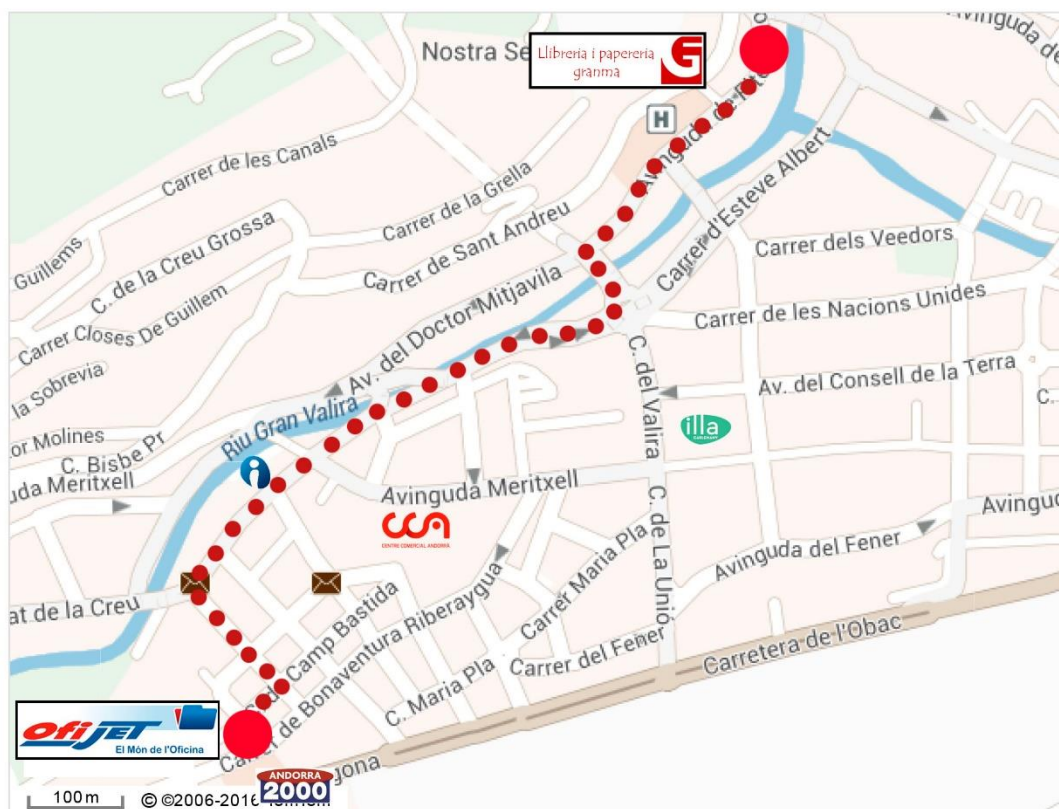 Avinguda de
Nostra Se
Llibreria i papereria
granma
G
H
Carrer de les Canals
Carrer de la Grella
Carrer d'Esteve Albert
Carrer de Sant Andreu
C. de la Creu Grossa
Guillems
Carrer dels Veedors
Carrer Closes De Guillem
Av. del Doctor Mitjavila
Carrer de les Nacions Unides
la Sobrevia
C. del Valira
Av. del Consell de la Terra
C.
Riu Gran Valira
illa
or Molines
C. Bisbe Pr
uda Meritxell
i
Avinguda Meritxell
CCA
CENTRE COMERCIAL ANDORRÀ
C. de La Unió
Avinguda
Avinguda del Fener
Carrer Maria Pla
at de la Creu
Camp Bastida
Carrer de Bonaventura Riberaygua
Carrer del Fener
C. Maria Pla
Carretera de l'Obac
OfiJET
El Món de l'Oficina
gona
ANDORRA
2000
100 m
© ©2006-2016